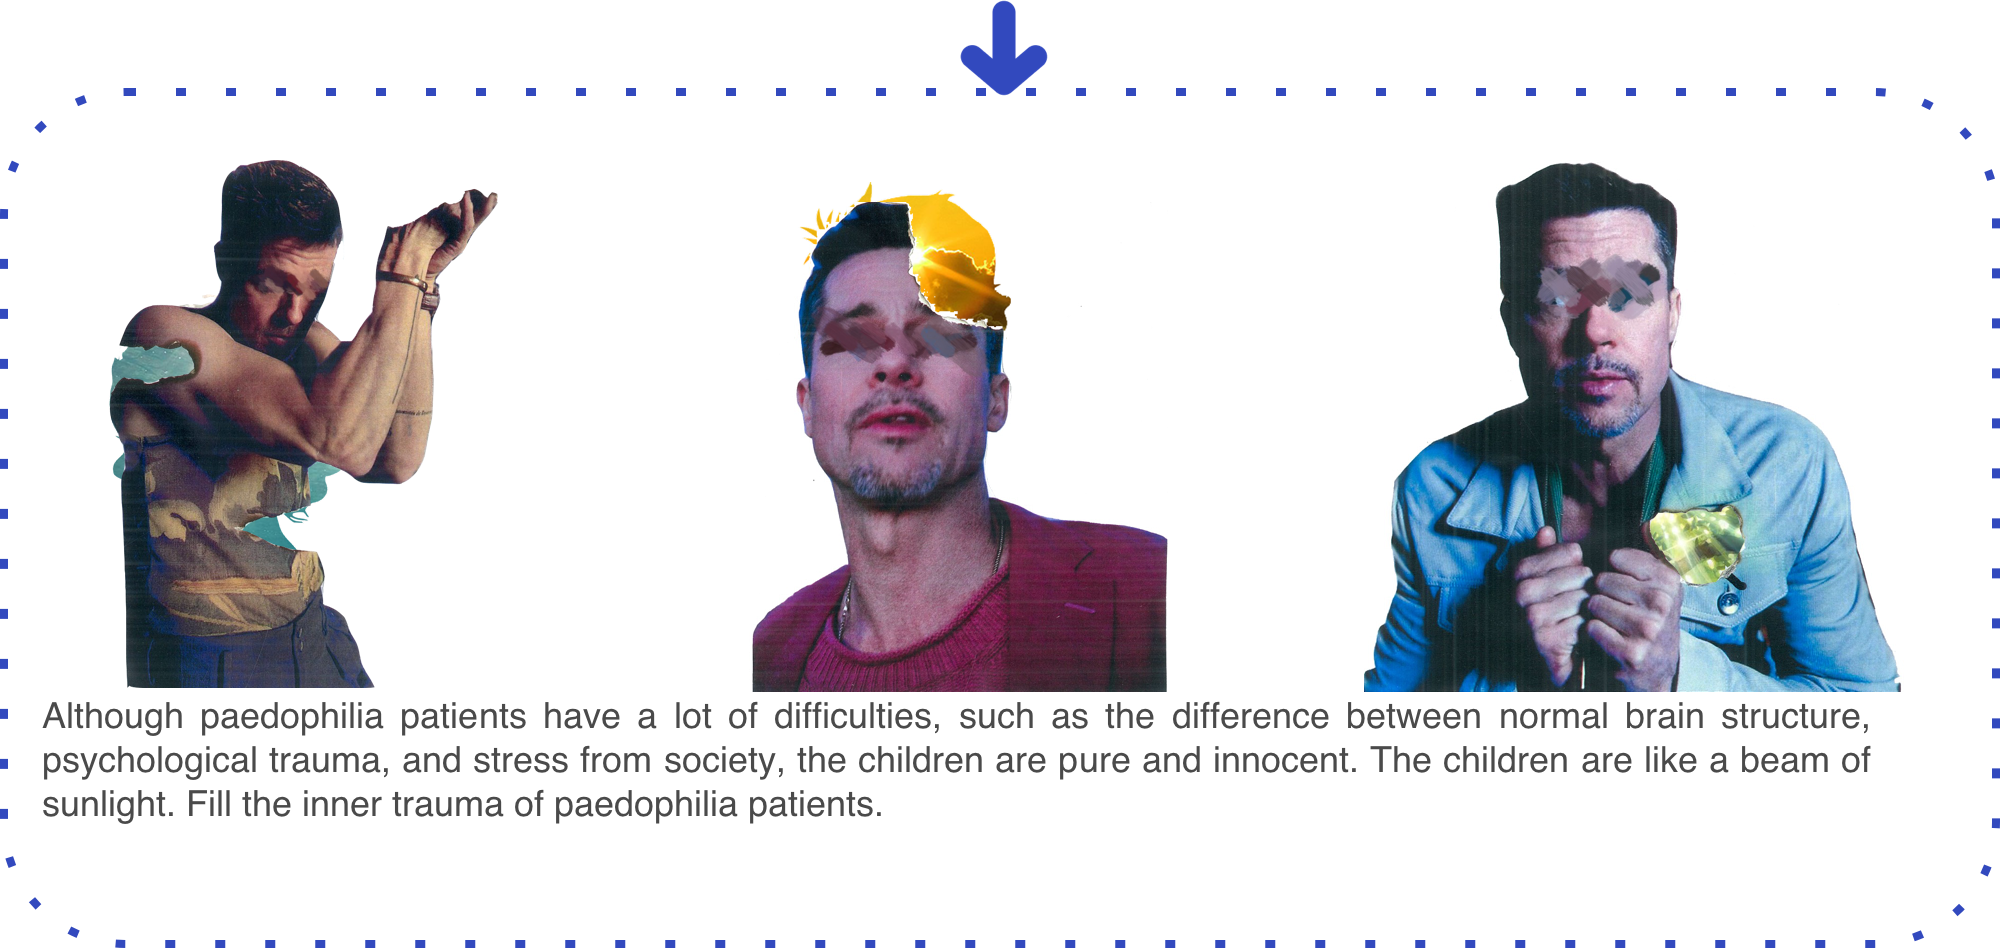 Although paedophilia patients have a lot of difficulties, such as the difference between normal brain structure,
psychological trauma, and stress from society, the children are pure and innocent. The children are like a beam of
sunlight. Fill the inner trauma of paedophilia patients.